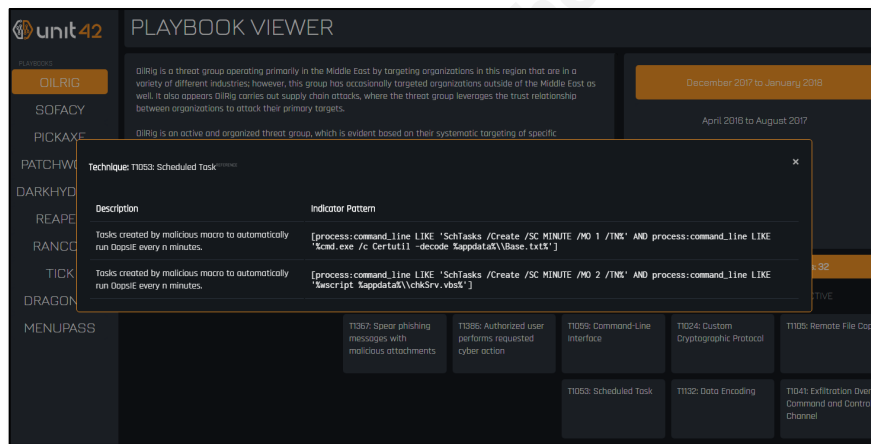 unit42
PLAYBOOK VIEWER
PLAYBOOKS
OILRIG
SOFACY
PICKAXE
PATCHW
DARKHYD
REAPE
RANCO
TICK
DRAGON
MENUPASS
OilRig is a threat group operating primarily in the Middle East by targeting organizations in this region that are in a
variety of different industries; however, this group has occasionally targeted organizations outside of the Middle East as
well. It also appears OilRig carries out supply chain attacks, where the threat group leverages the trust relationship
between organizations to attack their primary targets.
OilRig is an active and organized threat group, which is evident based on their systematic targeting of specific
December 2017 to January 2018
April 2016 to August 2017
Technique: T1053: Scheduled Task REFERENCE
×
Description
Indicator Pattern
Tasks created by malicious macro to automatically
run OopsIE every n minutes.
[process:command_line LIKE 'SchTasks /Create /SC MINUTE /MO 1 /TN%' AND process:command_line LIKE
'%cmd.exe /c Certutil -decode %appdata%\\Base.txt%']
Tasks created by malicious macro to automatically
run OopsIE every n minutes.
[process:command_line LIKE 'SchTasks /Create /SC MINUTE /MO 2 /TN%' AND process:command_line LIKE
'%wscript %appdata%\\chkSrv.vbs%']
: 32
TIVE
T1367: Spear phishing
messages with
malicious attachments
T1386: Authorized user
performs requested
cyber action
T1059: Command-Line
Interface
T1024: Custom
Cryptographic Protocol
T1105: Remote File Cop
T1053: Scheduled Task
T1132: Data Encoding
T1041: Exfiltration Over
Command and Contro
Channel